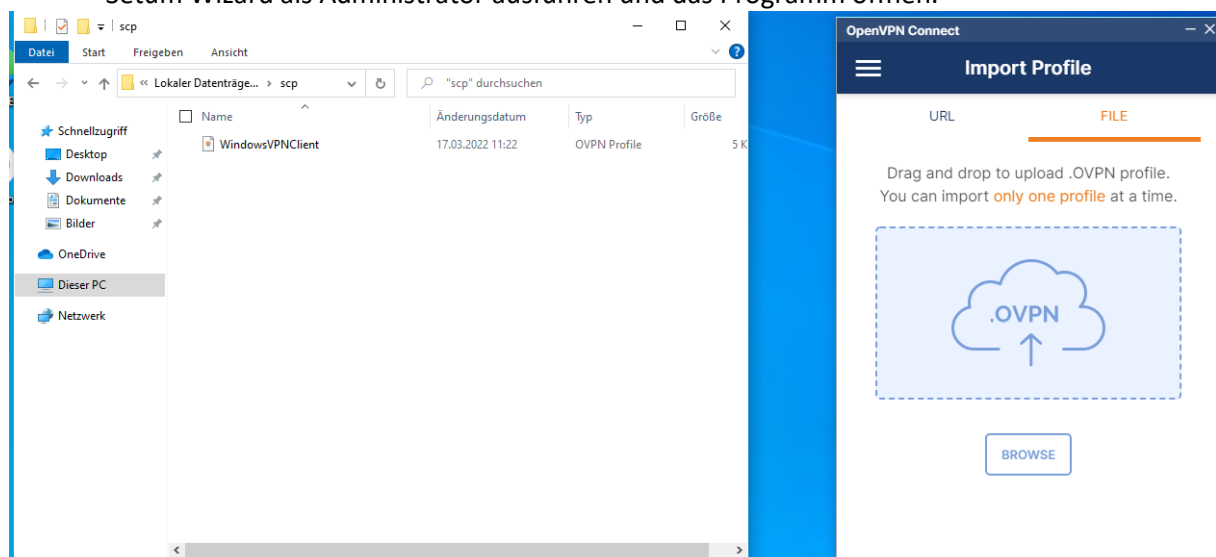 Setam Wizard als Administrator ausführen und das Programm öffnen.
scp
Datei Start Freigeben Ansicht
« Lokaler Datenträge... › scp
"scp" durchsuchen
Name Änderungsdatum Typ Größe
WindowsVPNClient 17.03.2022 11:22 OVPN Profile 5 K
Schnellzugriff
Desktop
Downloads
Dokumente
Bilder
OneDrive
Dieser PC
Netzwerk
OpenVPN Connect
Import Profile
URL FILE
Drag and drop to upload .OVPN profile.
You can import only one profile at a time.
.OVPN
BROWSE